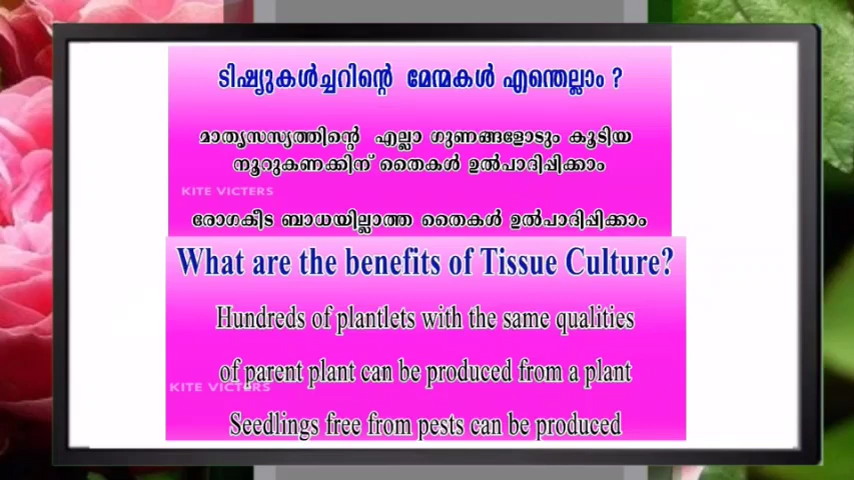 ടിഷ്യുകൾച്ചറിന്റെ മേന്മകൾ എന്തെല്ലാം ?
മാതൃസസ്യത്തിന്റെ എല്ലാ ഗുണങ്ങളോടും കൂടിയ
നൂറുകണക്കിന് തൈകൾ ഉൽപാദിപ്പിക്കാം
KITE VICTERS
രോഗകീട ബാധയില്ലാത്ത തൈകൾ ഉൽപാദിപ്പിക്കാം
What are the benefits of Tissue Culture?
Hundreds of plantlets with the same qualities
of parent plant can be produced from a plant
KITE VICTERS
Seedlings free from pests can be produced